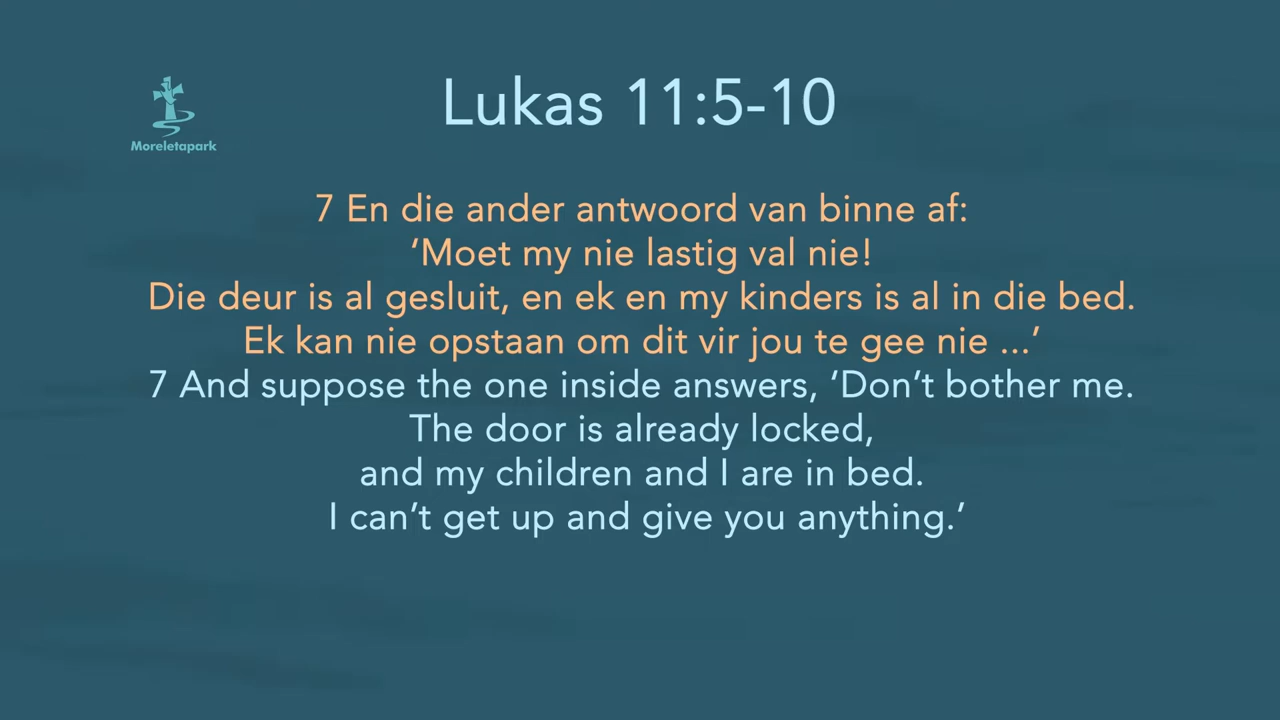 Moreletapark
Lukas 11:5-10
7 En die ander antwoord van binne af:
‘Moet my nie lastig val nie!
Die deur is al gesluit, en ek en my kinders is al in die bed.
Ek kan nie opstaan om dit vir jou te gee nie ...’
7 And suppose the one inside answers, ‘Don’t bother me.
The door is already locked,
and my children and I are in bed.
I can’t get up and give you anything.’